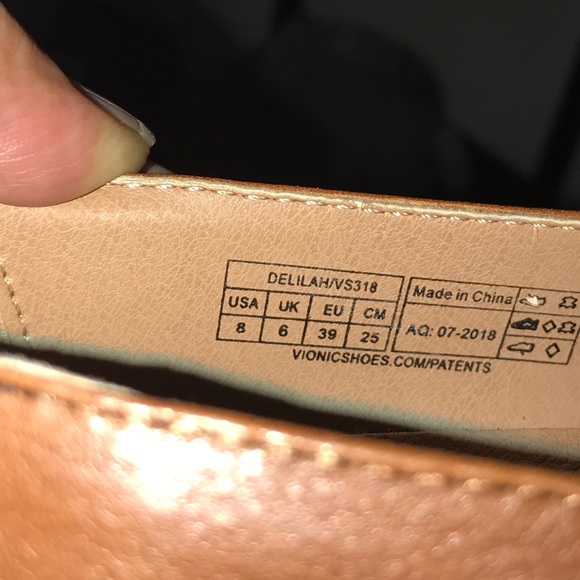 DELILAH/VS318
USA UK EU CM
8 6 39 25
Made in China
AQ: 07-2018
VIONICSHOES.COM/PATENTS